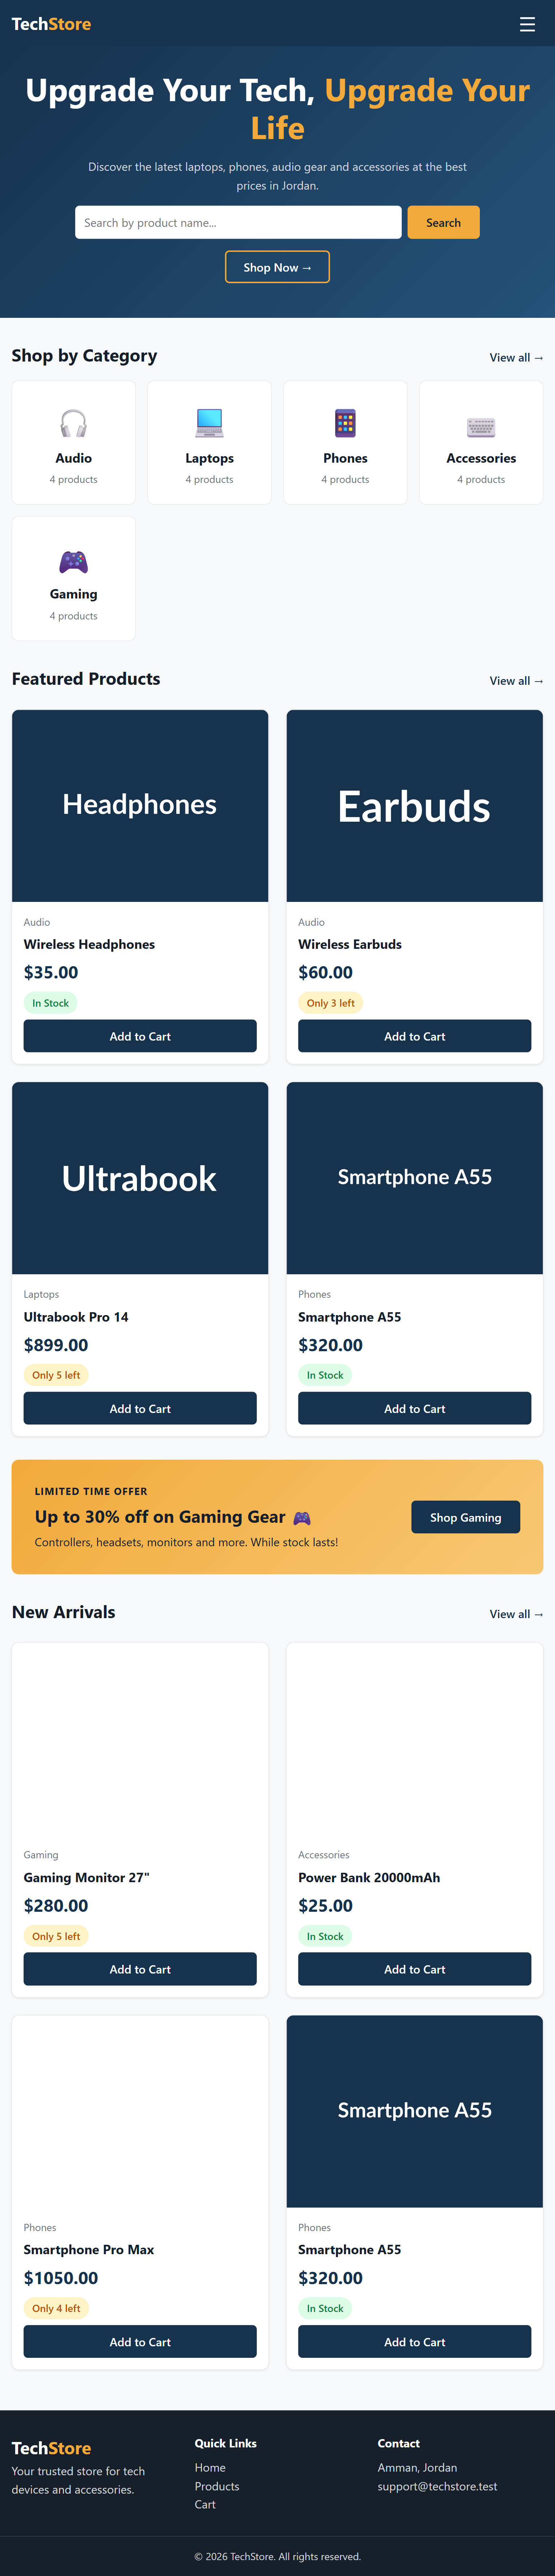 TechStore
☰
Upgrade Your Tech, Upgrade Your
Life
Discover the latest laptops, phones, audio gear and accessories at the best
prices in Jordan.
Search by product name...
Search
Shop Now →
Shop by Category
View all →
Audio
4 products
Laptops
4 products
Phones
4 products
Accessories
4 products
Gaming
4 products
Featured Products
View all →
Headphones
Audio
Wireless Headphones
$35.00
In Stock
Add to Cart
Earbuds
Audio
Wireless Earbuds
$60.00
Only 3 left
Add to Cart
Ultrabook
Laptops
Ultrabook Pro 14
$899.00
Only 5 left
Add to Cart
Smartphone A55
Phones
Smartphone A55
$320.00
In Stock
Add to Cart
LIMITED TIME OFFER
Up to 30% off on Gaming Gear 🎮
Controllers, headsets, monitors and more. While stock lasts!
Shop Gaming
New Arrivals
View all →
Gaming
Gaming Monitor 27"
$280.00
Only 5 left
Add to Cart
Accessories
Power Bank 20000mAh
$25.00
In Stock
Add to Cart
Phones
Smartphone Pro Max
$1050.00
Only 4 left
Add to Cart
Smartphone A55
Phones
Smartphone A55
$320.00
In Stock
Add to Cart
TechStore
Your trusted store for tech
devices and accessories.
Quick Links
Home
Products
Cart
Contact
Amman, Jordan
support@techstore.test
© 2026 TechStore. All rights reserved.